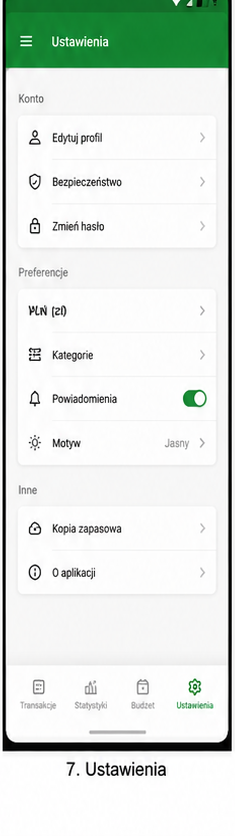 Ustawienia
Konto
Edytuj profil
Bezpieczeństwo
Zmień hasło
Preferencje
(zł)
Kategorie
Powiadomienia
Motyw Jasny
Inne
Kopia zapasowa
O aplikacji
Transakcje Statystyki Budżet Ustawienia
7. Ustawienia